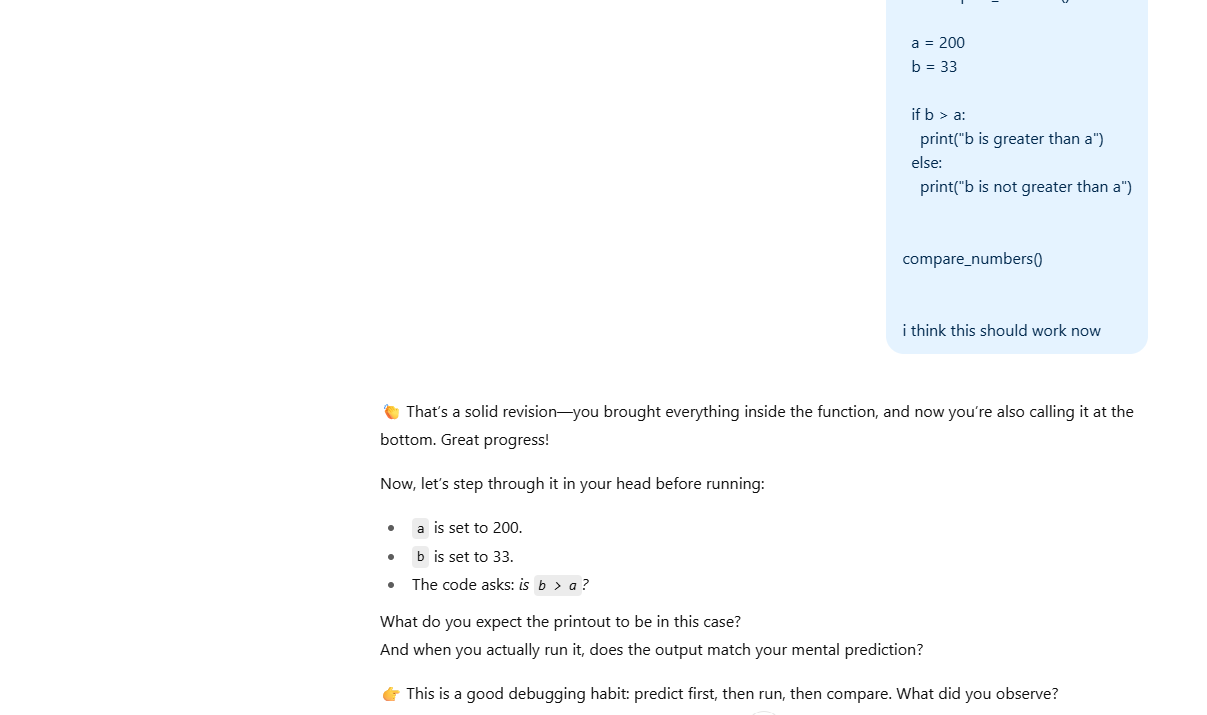 a = 200
b = 33
if b > a:
print("b is greater than a")
else:
print("b is not greater than a")
compare_numbers()
i think this should work now
👏 That's a solid revision—you brought everything inside the function, and now you're also calling it at the
bottom. Great progress!
Now, let's step through it in your head before running:
• a is set to 200.
• b is set to 33.
• The code asks: is b > a?
What do you expect the printout to be in this case?
And when you actually run it, does the output match your mental prediction?
👉 This is a good debugging habit: predict first, then run, then compare. What did you observe?